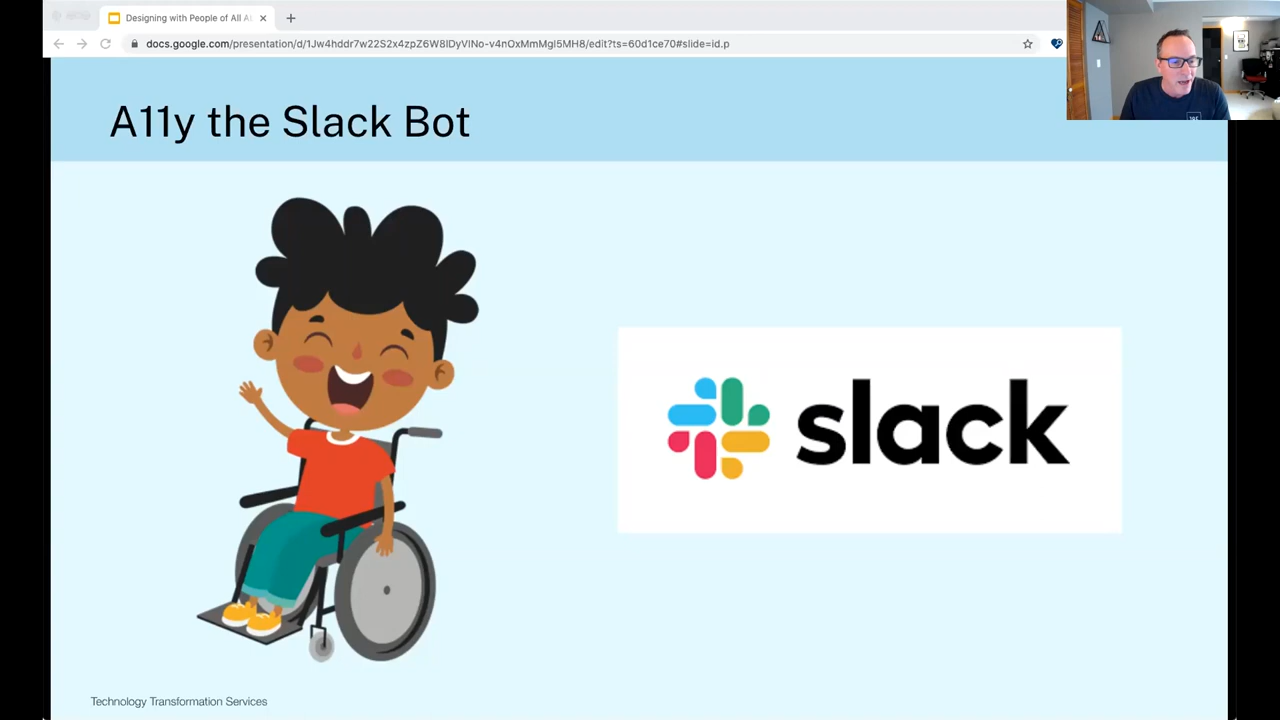 Designing with People of All A
docs.google.com/presentation/d/1Jw4hddr7w22S2x4zpZ6W8IDyVINo-v4nOxMmMgI5MH8/edit?ts=60d1ce70#slide=id.p
A11y the Slack Bot
slack
Technology Transformation Services